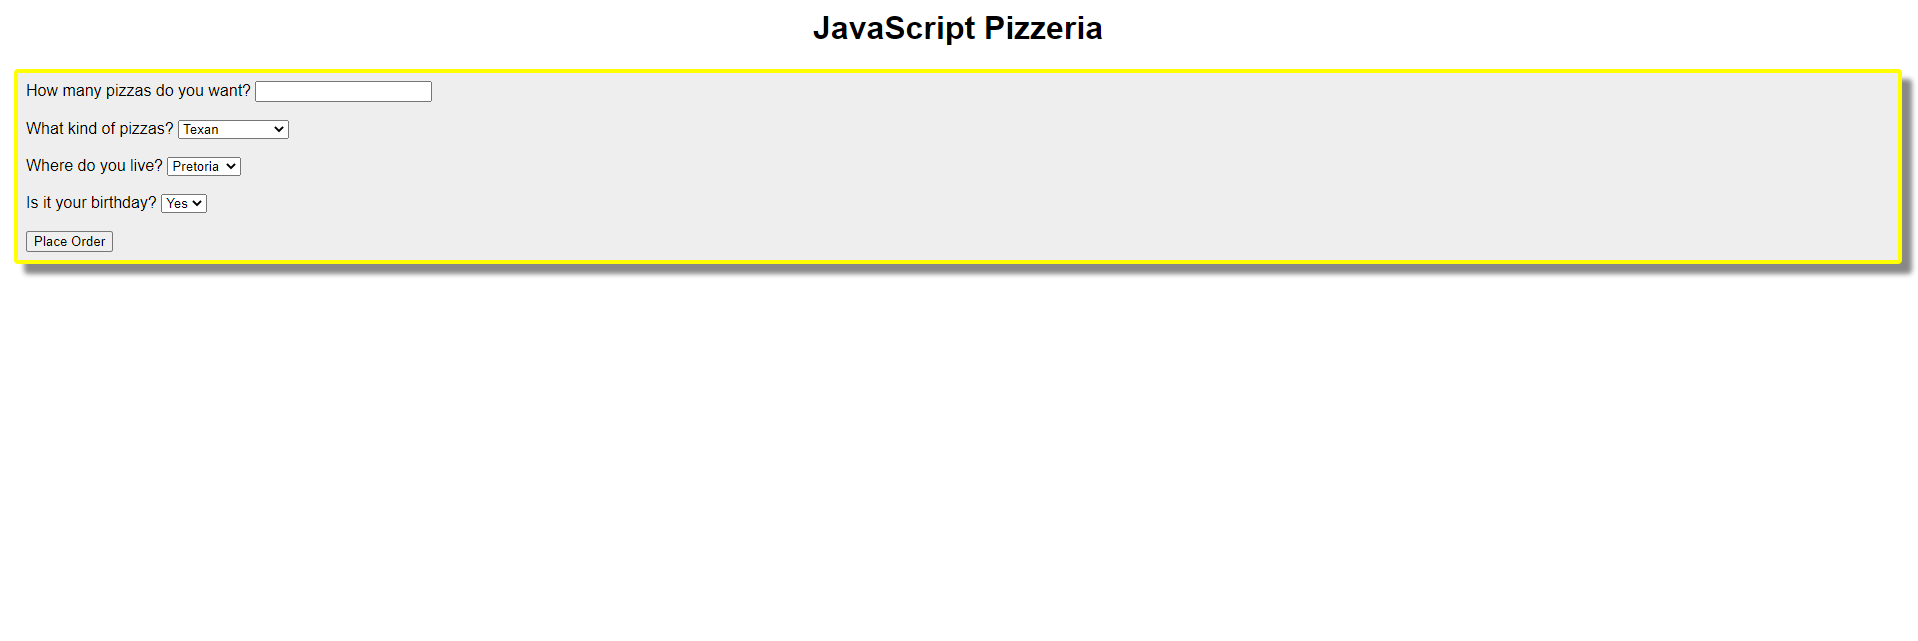 JavaScript Pizzeria
How many pizzas do you want?
What kind of pizzas? Texan
Where do you live? Pretoria
Is it your birthday? Yes
Place Order